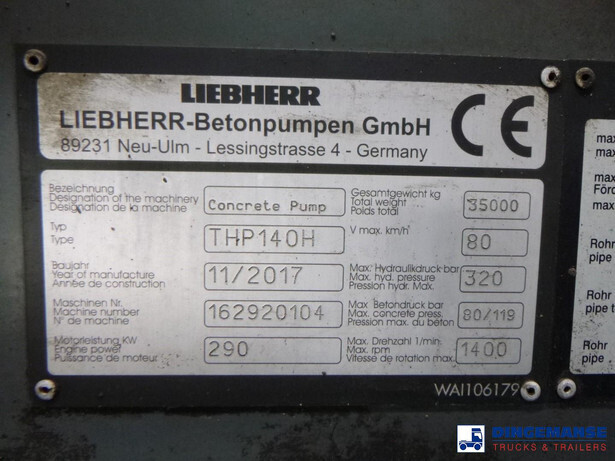 LIEBHERR
LIEBHERR-Betonpumpen GmbH
89231 Neu-Ulm - Lessingstrasse 4 - Germany
CE
Bezeichnung
Designation of the machinery
Désignation de la machine
Concrete Pump
Gesamtgewicht kg
Total weight
Poids total
35000
Typ
Type
THP140H
V max. km/h
80
Baujahr
Year of manufacture
Année de construction
11/2017
Max. Hydraulikdruck bar
Max. hyd. pressure
Pression hydr. Max.
320
Maschinen Nr.
Machine number
N° de machine
162920104
Max Betondruck bar
Max. concrete press.
Pression max. du béton
80/119
Motorleistung KW
Engine power
Puissance de moteur
290
Max. Drehzahl 1/min
Max. rpm
Vitesse de rotation max.
1400
WAI106179
max
max
max.
Förd
max.
Rohr
pipe
Rohr
pipe t
Rohr
pipe
TRUCKS & TRAILERS